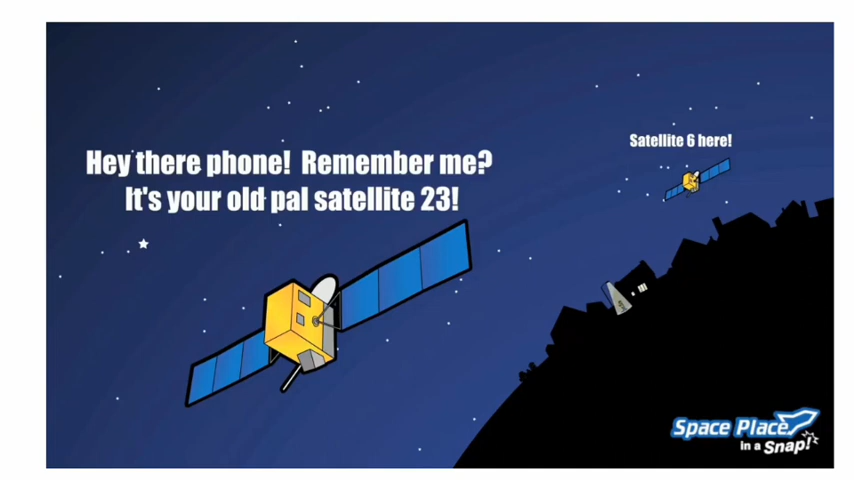 Hey there phone! Remember me?
It's your old pal satellite 23!
Satellite 6 here!
Space Place
in a Snap!